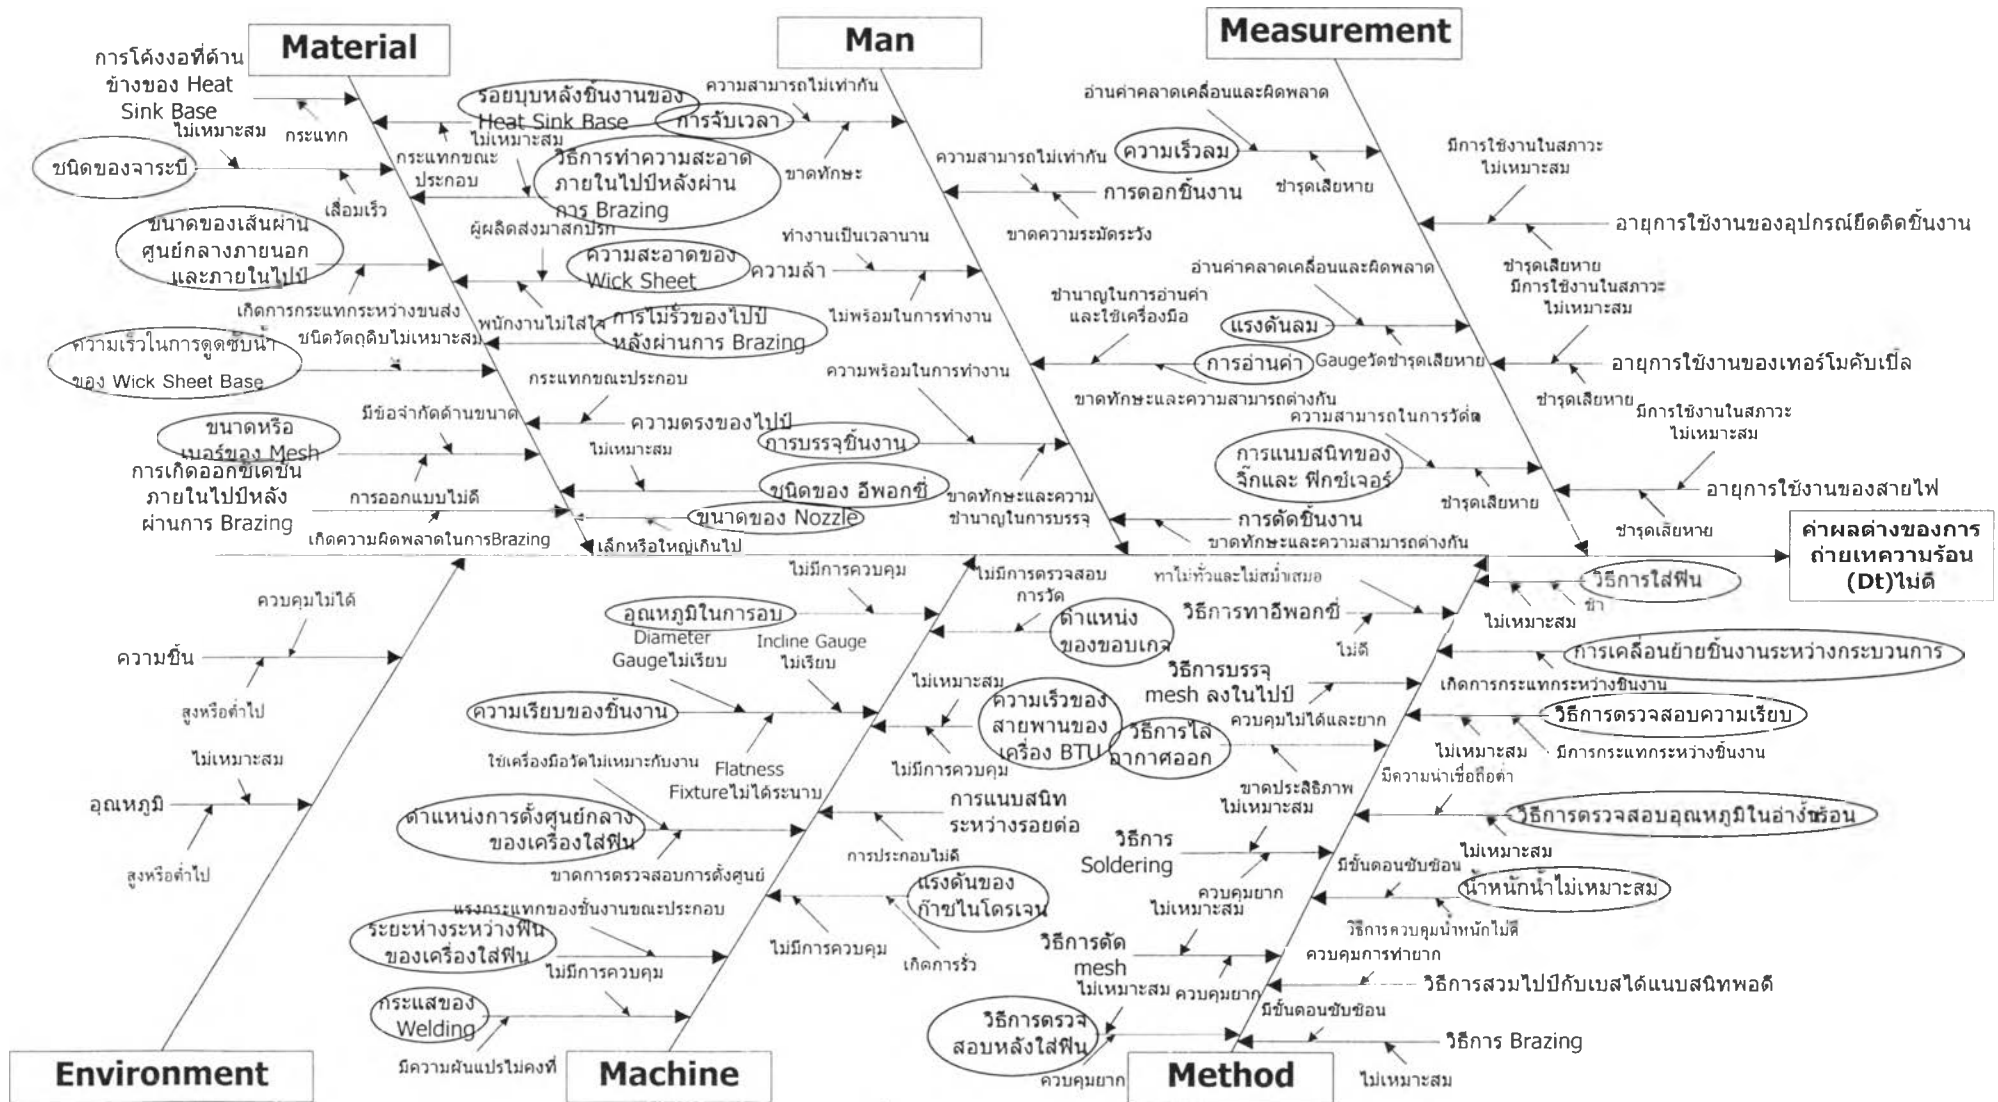 Material
Man
Measurement
การโค้งงอที่ด้าน
ข้างของ Heat
Sink Base
กระแทก
ไม่เหมาะสม
ชนิดของจาระบี
เสื่อมเร็ว
ขนาดของเส้นผ่าน
ศูนย์กลางภายนอก
และภายในไปป์
เกิดการกระแทกระหว่างขนส่ง
ความเร็วในการดูดซับน้ำ
ของ Wick Sheet Base
ชนิดวัตถุดิบไม่เหมาะสม
ขนาดหรือ
เบอร์ของ Mesh
มีข้อจำกัดด้านขนาด
การออกแบบไม่ดี
การเกิดออกซิเดชั่น
ภายในไปป์หลัง
ผ่านการ Brazing
เกิดความผิดพลาดในการBrazing
รอยบุบหลังชิ้นงานของ
Heat Sink Base
กระแทกขณะ
ประกอบ
ไม่เหมาะสม
วิธีการทำความสะอาด
ภายในไปป์หลังผ่าน
การ Brazing
ผู้ผลิตส่งมาสกปรก
ความสะอาดของ
Wick Sheet
พนักงานไม่ใส่ใจ
การไม่รั่วของไปป์
หลังผ่านการ Brazing
กระแทกขณะประกอบ
ความตรงของไปป์
ไม่เหมาะสม
ชนิดของ อีพอกซี่
ขนาดของ Nozzle
เล็กหรือใหญ่เกินไป
ความสามารถไม่เท่ากัน
การจับเวลา
ขาดทักษะ
ความสามารถไม่เท่ากัน
การตอกชิ้นงาน
ขาดความระมัดระวัง
ทำงานเป็นเวลานาน
ความล้า
ไม่พร้อมในการทำงาน
ชำนาญในการอ่านค่า
และใช้เครื่องมือ
การอ่านค่า
ขาดทักษะและความสามารถต่างกัน
ความพร้อมในการทำงาน
การบรรจุชิ้นงาน
ขาดทักษะและความ
ชำนาญในการบรรจุ
การตัดชิ้นงาน
ขาดทักษะและความสามารถต่างกัน
อ่านค่าคลาดเคลื่อนและผิดพลาด
ความเร็วลม
ชำรุดเสียหาย
มีการใช้งานในสภาวะ
ไม่เหมาะสม
อายุการใช้งานของอุปกรณ์ยึดติดชิ้นงาน
ชำรุดเสียหาย
อ่านค่าคลาดเคลื่อนและผิดพลาด
แรงดันลม
Gaugeวัดชำรุดเสียหาย
มีการใช้งานในสภาวะ
ไม่เหมาะสม
อายุการใช้งานของเทอร์โมคับเปิ้ล
ชำรุดเสียหาย
ความสามารถในการวัด
การแนบสนิทของ
จิ๊กและ ฟิกซ์เจอร์
ชำรุดเสียหาย
มีการใช้งานในสภาวะ
ไม่เหมาะสม
อายุการใช้งานของสายไฟ
ชำรุดเสียหาย
ค่าผลต่างของการ
ถ่ายเทความร้อน
(Dt)ไม่ดี
ควบคุมไม่ได้
ความชื้น
สูงหรือต่ำไป
ไม่เหมาะสม
อุณหภูมิ
สูงหรือต่ำไป
ไม่มีการควบคุม
อุณหภูมิในการอบ
Diameter
Gaugeไม่เรียบ
Incline Gauge
ไม่เรียบ
ความเรียบของชิ้นงาน
Flatness
Fixtureไม่ได้ระนาบ
ใช้เครื่องมือวัดไม่เหมาะกับงาน
ตำแหน่งการตั้งศูนย์กลาง
ของเครื่องใส่ฟิน
ขาดการตรวจสอบการตั้งศูนย์
แรงกระแทกของชิ้นงานขณะประกอบ
ระยะห่างระหว่างฟิน
ของเครื่องใส่ฟิน
ไม่มีการควบคุม
กระแสของ
Welding
มีความผันแปรไม่คงที่
ไม่มีการตรวจสอบ
การวัด
ตำแหน่ง
ของขอบเกจ
ไม่เหมาะสม
ความเร็วของ
สายพานของ
เครื่อง BTU
ไม่มีการควบคุม
การแนบสนิท
ระหว่างรอยต่อ
การประกอบไม่ดี
แรงดันของ
ก๊าซไนโตรเจน
ไม่มีการควบคุม
เกิดการรั่ว
ทาไม่ทั่วและไม่สม่ำเสมอ
วิธีการทาอีพอกซี่
ไม่ดี
วิธีการบรรจุ
mesh ลงในไปป์
ควบคุมไม่ได้และยาก
วิธีการไล่
อากาศออก
ขาดประสิทธิภาพ
ไม่เหมาะสม
วิธีการ
Soldering
ควบคุมยาก
ไม่เหมาะสม
วิธีการตัด
mesh
ควบคุมยาก
ไม่เหมาะสม
วิธีการตรวจ
สอบหลังใส่ฟิน
ควบคุมยาก
วิธีการใส่ฟิน
ช้า
ไม่เหมาะสม
การเคลื่อนย้ายชิ้นงานระหว่างกระบวนการ
เกิดการกระแทกระหว่างชิ้นงาน
วิธีการตรวจสอบความเรียบ
ไม่เหมาะสม
มีการกระแทกระหว่างชิ้นงาน
มีความน่าเชื่อถือต่ำ
วิธีการตรวจสอบอุณหภูมิในอ่างน้ำร้อน
ไม่เหมาะสม
มีขั้นตอนซับซ้อน
น้ำหนักน้ำไม่เหมาะสม
วิธีการควบคุมน้ำหนักไม่ดี
ควบคุมการทำยาก
วิธีการสวมไปป์กับเบสได้แนบสนิทพอดี
มีขั้นตอนซับซ้อน
วิธีการ Brazing
ไม่เหมาะสม
Environment
Machine
Method